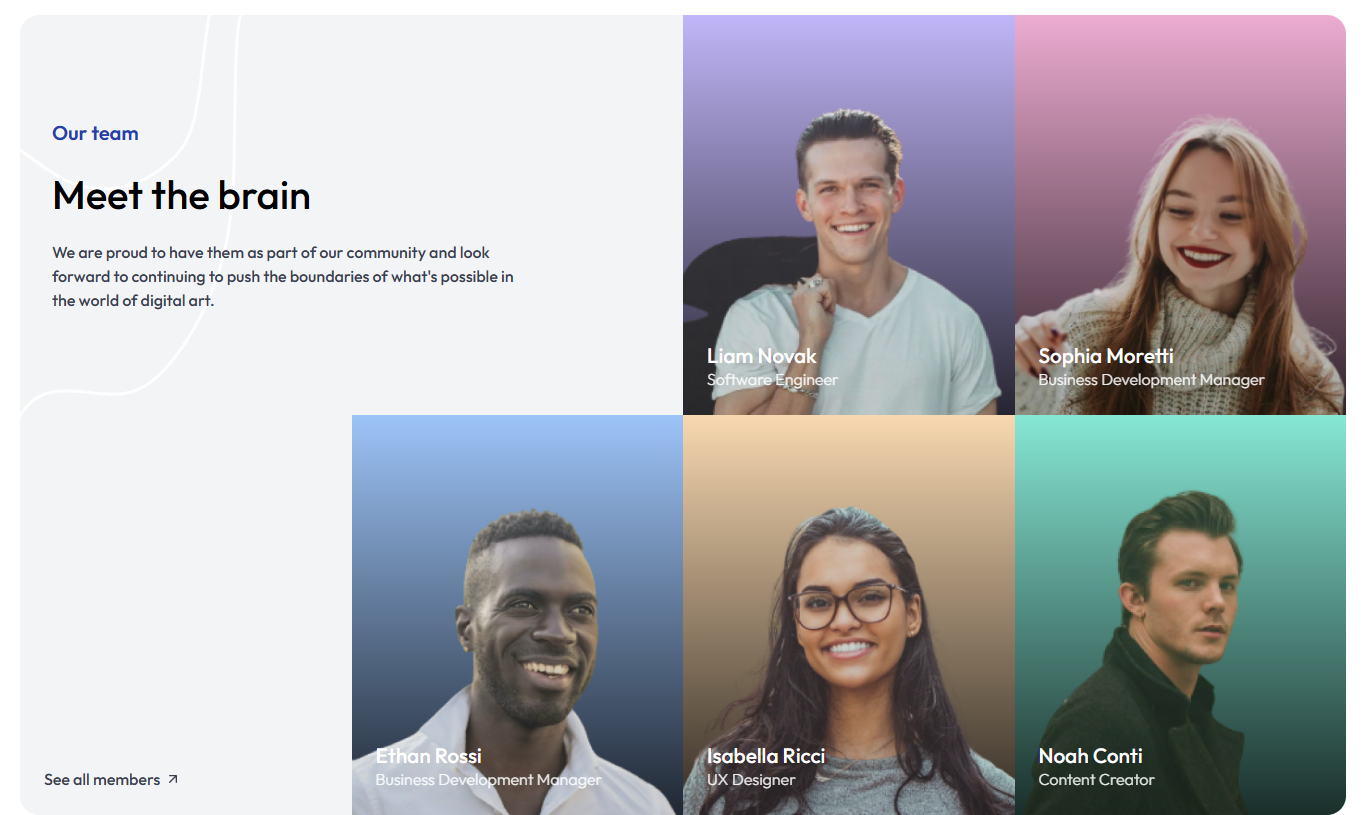 Our team
Meet the brain
We are proud to have them as part of our community and look
forward to continuing to push the boundaries of what's possible in
the world of digital art.
Liam Novak
Software Engineer
Sophia Moretti
Business Development Manager
Ethan Rossi
Business Development Manager
Isabella Ricci
UX Designer
Noah Conti
Content Creator
See all members